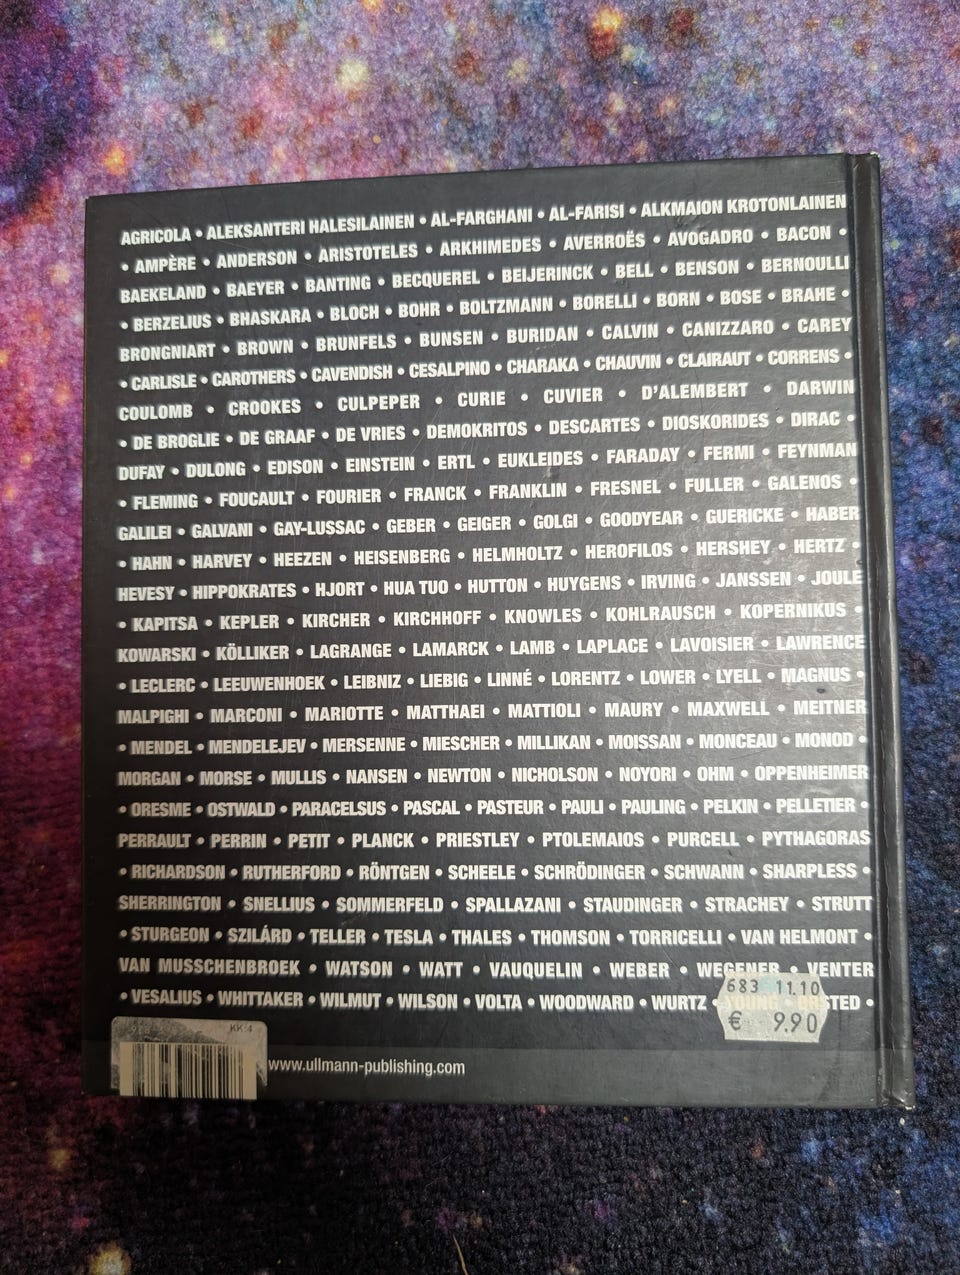 AGRICOLA • ALEKSANTERI HALESILAINEN • AL-FARGHANI • AL-FARISI • ALKMAION KROTONLAINEN
• AMPÈRE • ANDERSON • ARISTOTELES • ARKHIMEDES • AVERROËS • AVOGADRO • BACON •
BAEKELAND • BAEYER • BANTING • BECQUEREL • BEIJERINCK • BELL • BENSON • BERNOULLI
• BERZELIUS • BHASKARA • BLOCH • BOHR • BOLTZMANN • BORELLI • BORN • BOSE • BRAHE •
BRONGNIART • BROWN • BRUNFELS • BUNSEN • BURIDAN • CALVIN • CANIZZARO • CAREY
• CARLISLE • CAROTHERS • CAVENDISH • CESALPINO • CHARAKA • CHAUVIN • CLAIRAUT • CORRENS •
COULOMB • CROOKES • CULPEPER • CURIE • CUVIER • D'ALEMBERT • DARWIN
• DE BROGLIE • DE GRAAF • DE VRIES • DEMOKRITOS • DESCARTES • DIOSKORIDES • DIRAC •
DUFAY • DULONG • EDISON • EINSTEIN • ERTL • EUKLEIDES • FARADAY • FERMI • FEYNMAN
• FLEMING • FOUCAULT • FOURIER • FRANCK • FRANKLIN • FRESNEL • FULLER • GALENOS •
GALILEI • GALVANI • GAY-LUSSAC • GEBER • GEIGER • GOLGI • GOODYEAR • GUERICKE • HABER
• HAHN • HARVEY • HEEZEN • HEISENBERG • HELMHOLTZ • HEROFILOS • HERSHEY • HERTZ •
HEVESY • HIPPOKRATES • HJORT • HUA TUO • HUTTON • HUYGENS • IRVING • JANSSEN • JOULE
• KAPITSA • KEPLER • KIRCHER • KIRCHHOFF • KNOWLES • KOHLRAUSCH • KOPERNIKUS •
KOWARSKI • KÖLLIKER • LAGRANGE • LAMARCK • LAMB • LAPLACE • LAVOISIER • LAWRENCE
• LECLERC • LEEUWENHOEK • LEIBNIZ • LIEBIG • LINNÉ • LORENTZ • LOWER • LYELL • MAGNUS •
MALPIGHI • MARCONI • MARIOTTE • MATTHAEI • MATTIOLI • MAURY • MAXWELL • MEITNER
• MENDEL • MENDELEJEV • MERSENNE • MIESCHER • MILLIKAN • MOISSAN • MONCEAU • MONOD •
MORGAN • MORSE • MULLIS • NANSEN • NEWTON • NICHOLSON • NOYORI • OHM • OPPENHEIMER
• ORESME • OSTWALD • PARACELSUS • PASCAL • PASTEUR • PAULI • PAULING • PELKIN • PELLETIER •
PERRAULT • PERRIN • PETIT • PLANCK • PRIESTLEY • PTOLEMAIOS • PURCELL • PYTHAGORAS
• RICHARDSON • RUTHERFORD • RÖNTGEN • SCHEELE • SCHRÖDINGER • SCHWANN • SHARPLESS •
SHERRINGTON • SNELLIUS • SOMMERFELD • SPALLAZANI • STAUDINGER • STRACHEY • STRUTT
• STURGEON • SZILÁRD • TELLER • TESLA • THALES • THOMSON • TORRICELLI • VAN HELMONT •
VAN MUSSCHENBROEK • WATSON • WATT • VAUQUELIN • WEBER • WEGENER • VENTER
• VESALIUS • WHITTAKER • WILMUT • WILSON • VOLTA • WOODWARD • WURTZ • YOUNG • ØRSTED •
683 11.10
€ 9.90
KK:4
www.ullmann-publishing.com